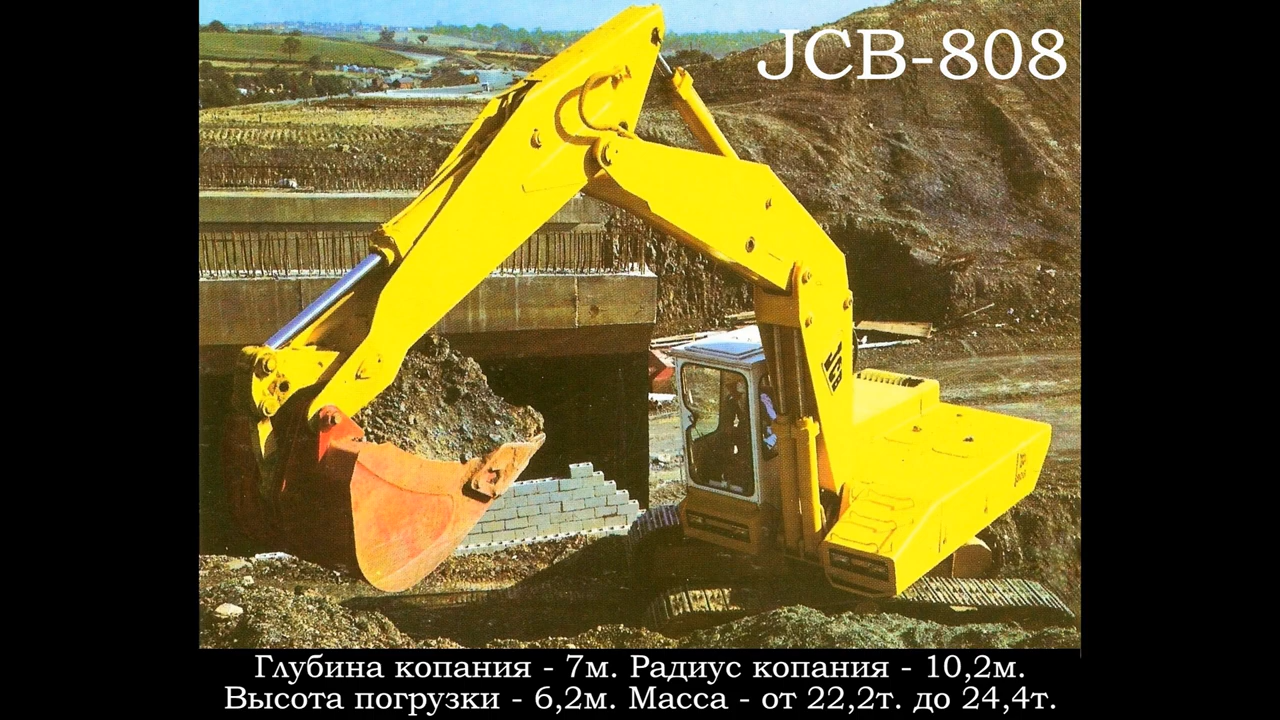 JCB-808
JCB
Глубина копания - 7м. Радиус копания - 10,2м.
Высота погрузки - 6,2м. Масса - от 22,2т. до 24,4т.